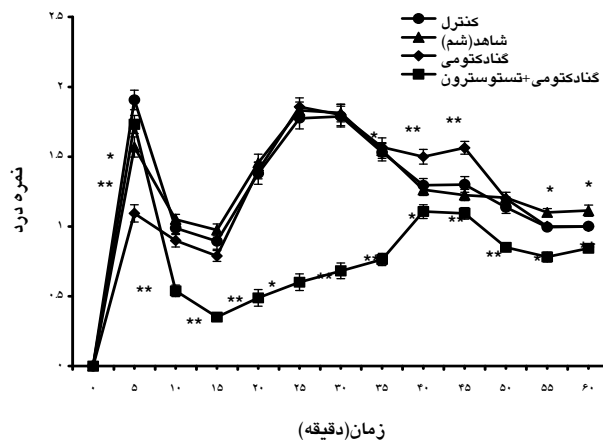 کنترل
شاهد(شم)
گنادکتومی
گنادکتومی+تستوسترون
نمره درد
۲.۵
۲
۱.۵
۱
۰.۵
۰
۰ ۵ ۱۰ ۱۵ ۲۰ ۲۵ ۳۰ ۳۵ ۴۰ ۴۵ ۵۰ ۵۵ ۶۰
زمان(دقیقه)